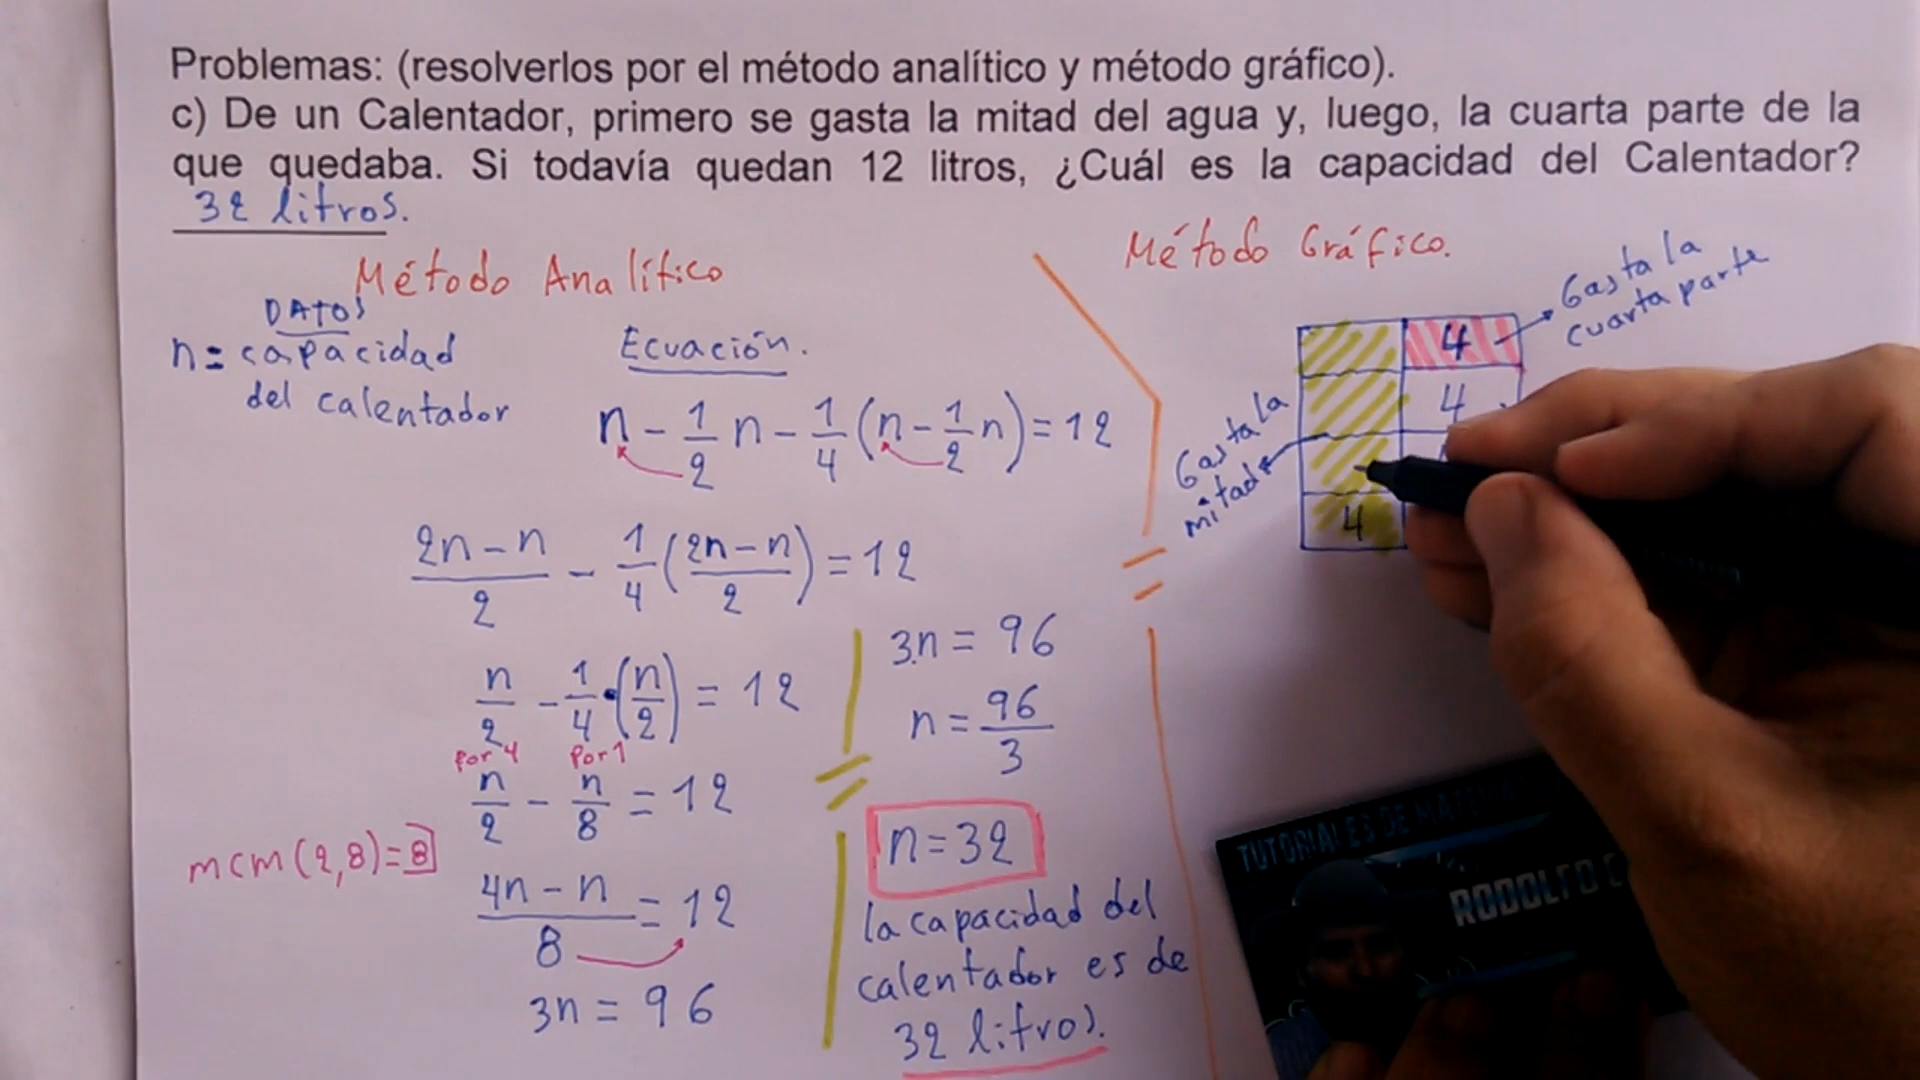 Problemas: (resolverlos por el método analítico y método gráfico).
c) De un Calentador, primero se gasta la mitad del agua y, luego, la cuarta parte de la
que quedaba. Si todavía quedan 12 litros, ¿Cuál es la capacidad del Calentador?
32 litros.
Método Analítico
DATOS
n = capacidad
del calentador
Ecuación.
n - 1/2 n - 1/4 (n - 1/2 n) = 12
(2n - n)/2 - 1/4 ((2n - n)/2) = 12
n/2 - 1/4 · (n/2) = 12
por 4 por 1
n/2 - n/8 = 12
mcm (2,8) = 8
(4n - n)/8 = 12
3n = 96
3n = 96
n = 96/3
n = 32
la capacidad del
calentador es de
32 litros.
Método Gráfico.
Gasta la
cuarta parte
4
4
4
Gasta la
mitad
TUTORIALES DE